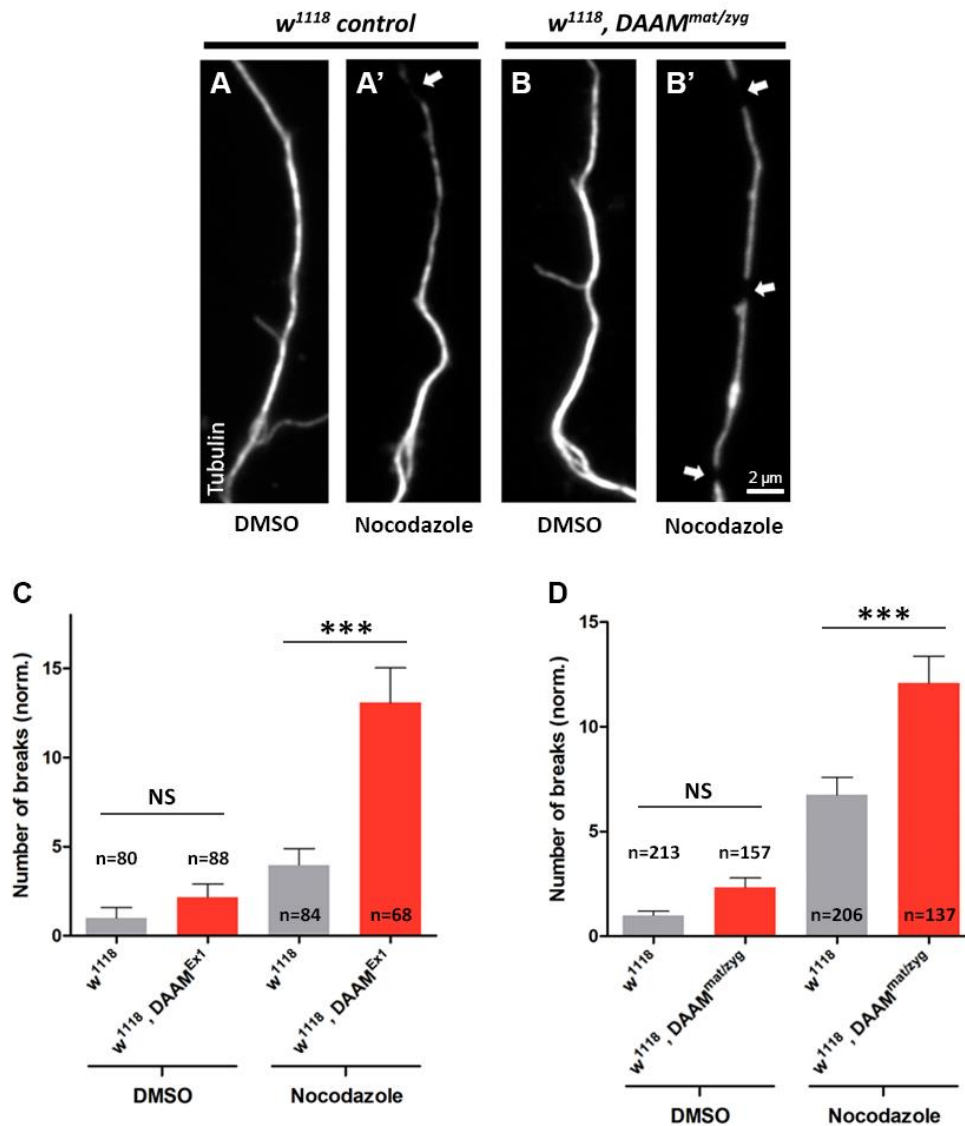 w¹¹¹⁸ control
w¹¹¹⁸, DAAMᵐᵃᵗ/ᶻʸᵍ
A
A’
B
B’
Tubulin
2 µm
DMSO
Nocodazole
DMSO
Nocodazole
C
Number of breaks (norm.)
15
10
5
0
NS
***
n=80
n=88
n=84
n=68
w¹¹¹⁸
w¹¹¹⁸, DAAMᴱˣ¹
w¹¹¹⁸
w¹¹¹⁸, DAAMᴱˣ¹
DMSO
Nocodazole
D
Number of breaks (norm.)
15
10
5
0
NS
***
n=213
n=157
n=206
n=137
w¹¹¹⁸
w¹¹¹⁸, DAAMᵐᵃᵗ/ᶻʸᵍ
w¹¹¹⁸
w¹¹¹⁸, DAAMᵐᵃᵗ/ᶻʸᵍ
DMSO
Nocodazole